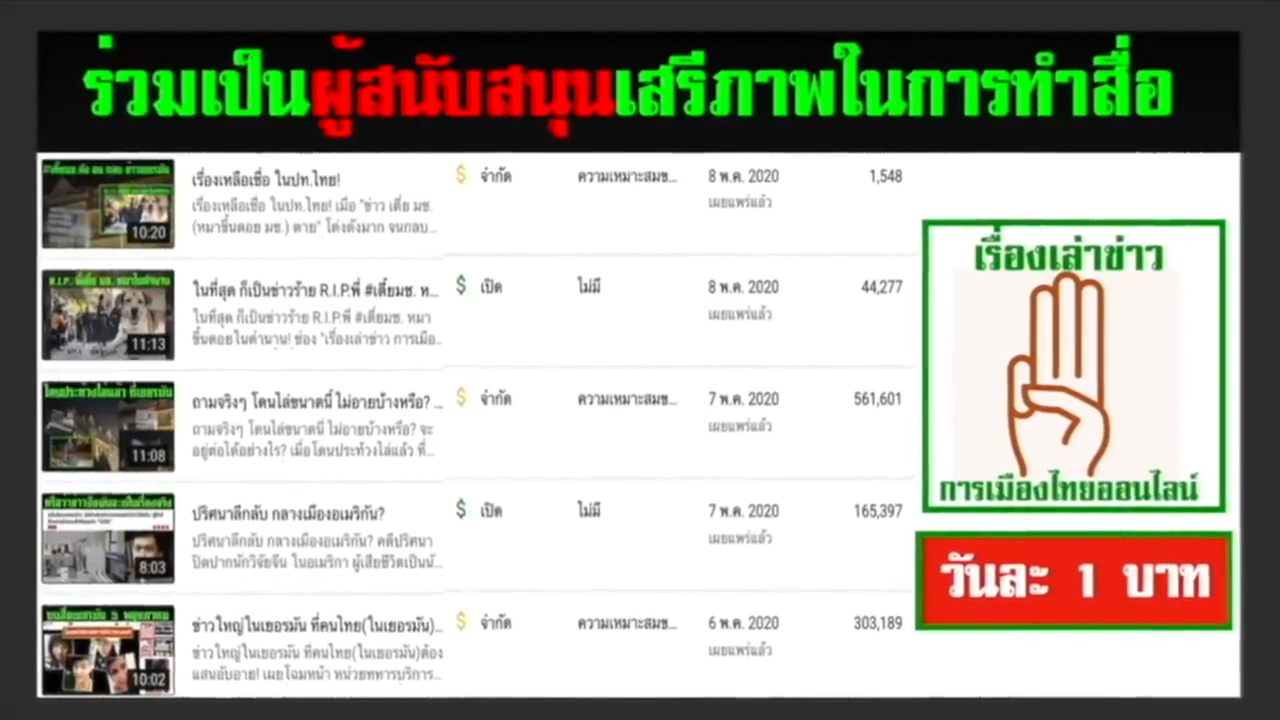 ร่วมเป็นผู้สนับสนุนเสรีภาพในการทำสื่อ
10:20
เรื่องเหลือเชื่อ ในปท.ไทย!
เรื่องเหลือเชื่อ ในปท.ไทย! เมื่อ "ข่าว เตี้ย มช.
(หมาขึ้นดอย มช.) ตาย" โด่งดังมาก จนกลบ...
$ จำกัด
ความเหมาะสมข...
8 พ.ค. 2020
เผยแพร่แล้ว
1,548
11:13
ในที่สุด ก็เป็นข่าวร้าย R.I.P.พี่ #เตี้ยมช. ห...
ในที่สุด ก็เป็นข่าวร้าย R.I.P.พี่ #เตี้ยมช. หมา
ขึ้นดอยในตำนาน! ช่อง "เรื่องเล่าข่าว การเมือ...
$ เปิด
ไม่มี
8 พ.ค. 2020
เผยแพร่แล้ว
44,277
โดนประท้วงไล่แล้ว ที่เยอรมัน
11:08
ถามจริงๆ โดนไล่ขนาดนี้ ไม่อายบ้างหรือ? ...
ถามจริงๆ โดนไล่ขนาดนี้ ไม่อายบ้างหรือ? จะ
อยู่ต่อได้อย่างไร? เมื่อโดนประท้วงไล่แล้ว ที่...
$ จำกัด
ความเหมาะสมข...
7 พ.ค. 2020
เผยแพร่แล้ว
561,601
8:03
ปริศนาลึกลับ กลางเมืองอเมริกัน?
ปริศนาลึกลับ กลางเมืองอเมริกัน? คดีปริศนา
ปิดปากนักวิจัยจีน ในอเมริกา ผู้เสียชีวิตเป็นนั...
$ เปิด
ไม่มี
7 พ.ค. 2020
เผยแพร่แล้ว
165,397
10:02
ข่าวใหญ่ในเยอรมัน ที่คนไทย(ในเยอรมัน)...
ข่าวใหญ่ในเยอรมัน ที่คนไทย(ในเยอรมัน)ต้อง
แสนอับอาย! เผยโฉมหน้า หน่วยทหารบริการ...
$ จำกัด
ความเหมาะสมข...
6 พ.ค. 2020
เผยแพร่แล้ว
303,189
เรื่องเล่าข่าว
การเมืองไทยออนไลน์
วันละ 1 บาท